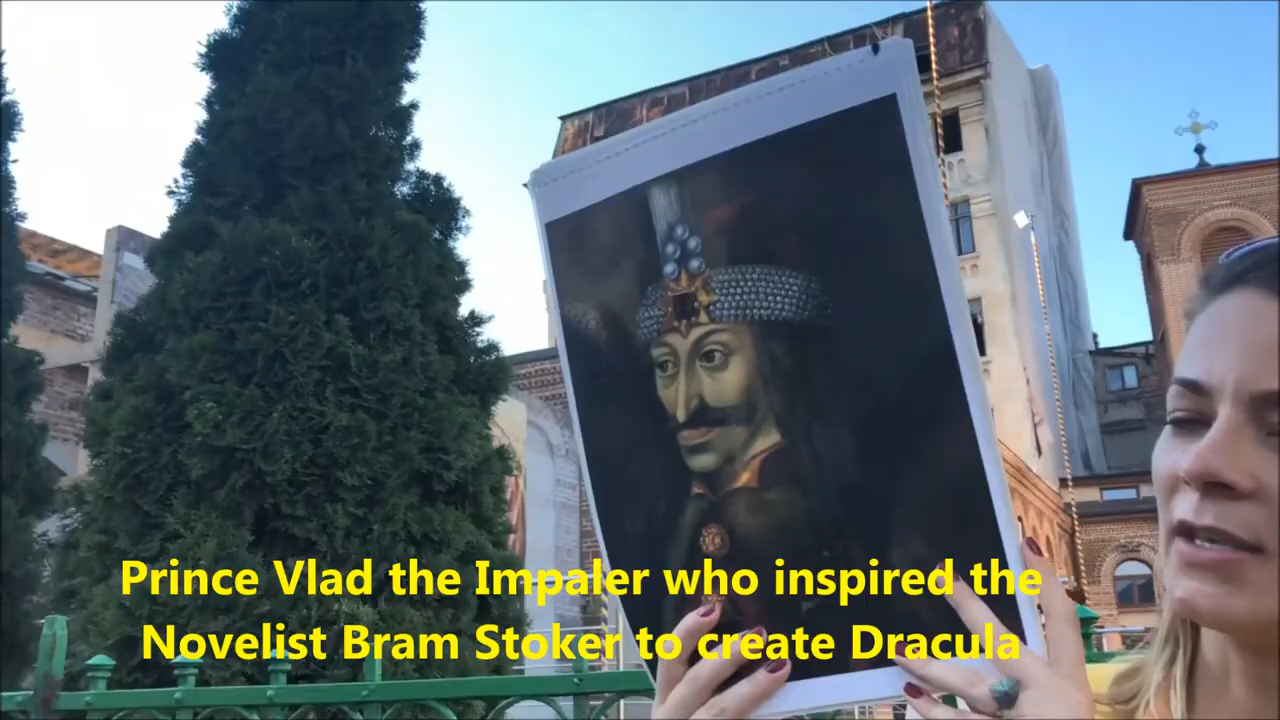 Prince Vlad the Impaler who inspired the
Novelist Bram Stoker to create Dracula